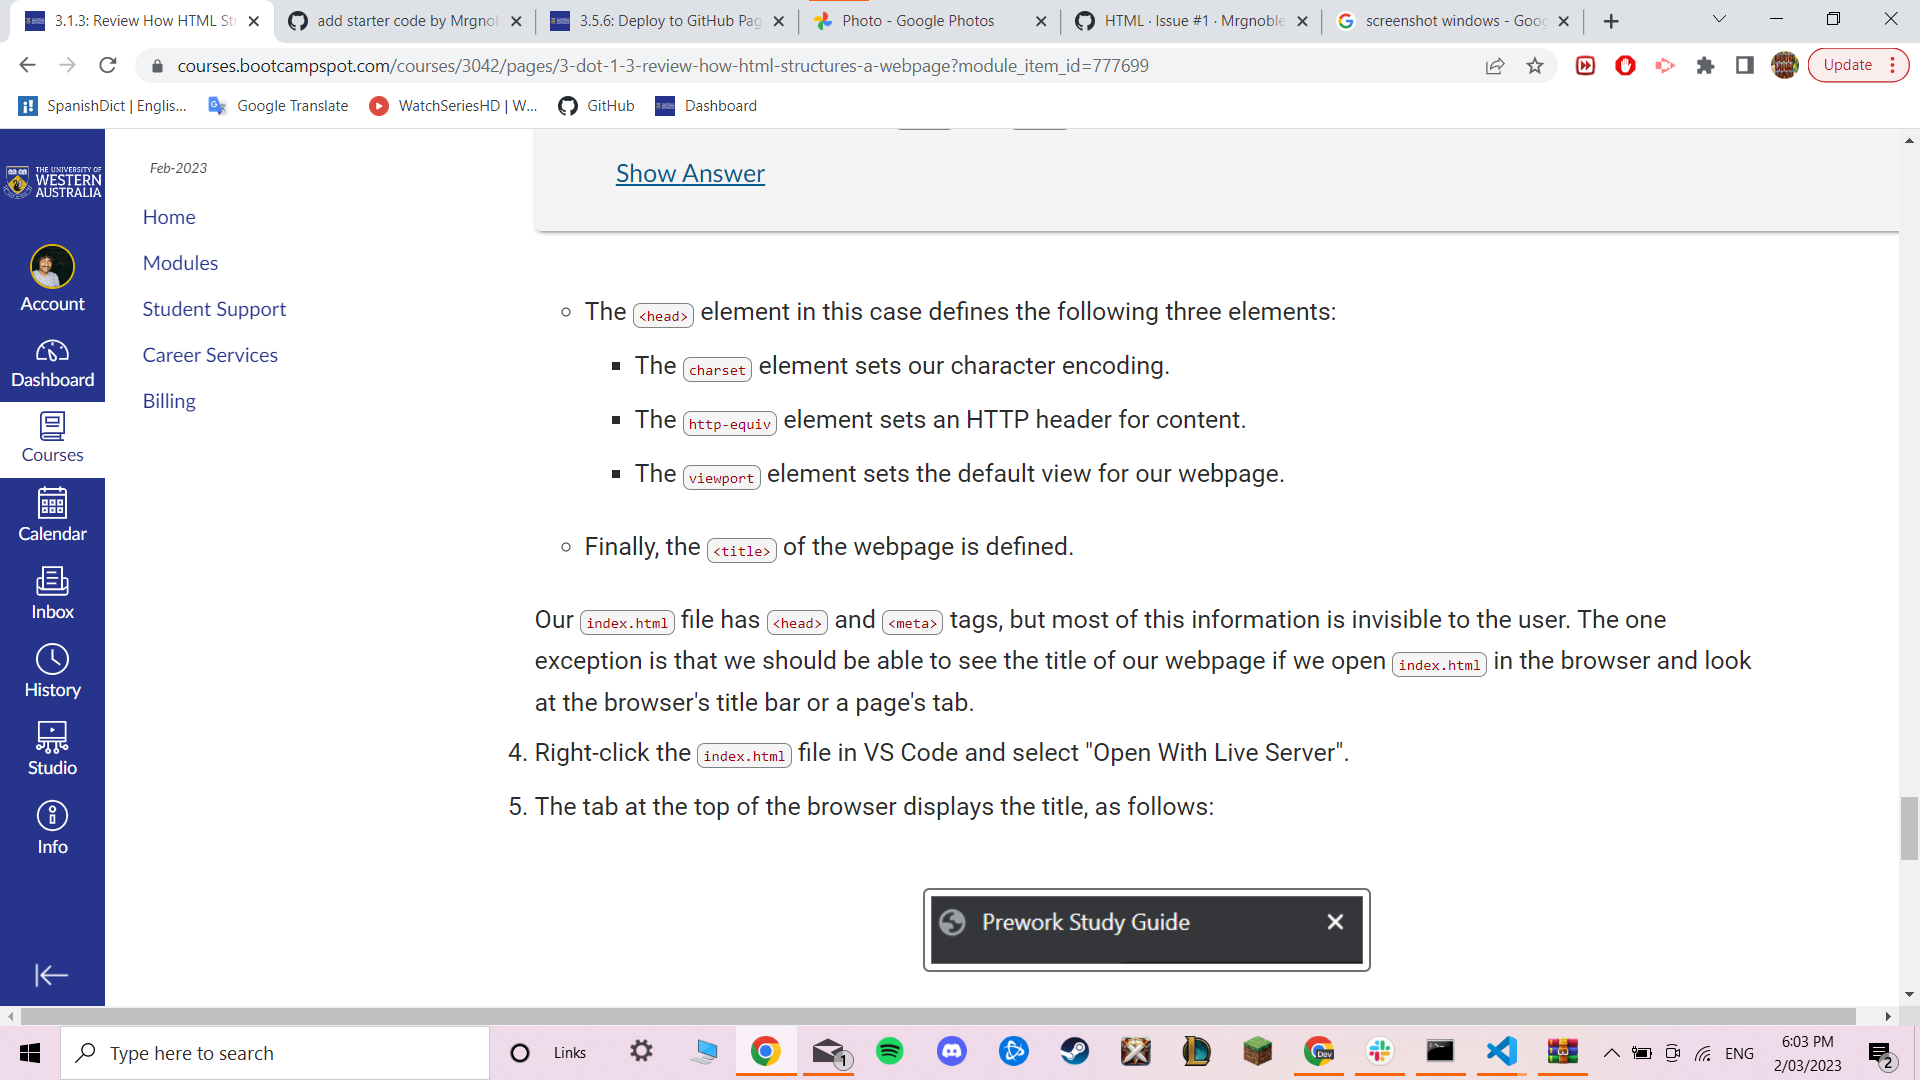 3.1.3: Review How HTML St
add starter code by Mrgnob
3.5.6: Deploy to GitHub Pag
Photo - Google Photos
HTML · Issue #1 · Mrgnoble
screenshot windows - Goog
courses.bootcampspot.com/courses/3042/pages/3-dot-1-3-review-how-html-structures-a-webpage?module_item_id=777699
Update
SpanishDict | Englis...
Google Translate
WatchSeriesHD | W...
GitHub
Dashboard
THE UNIVERSITY OF
WESTERN
AUSTRALIA
Account
Dashboard
Courses
Calendar
Inbox
History
Studio
Info
Feb-2023
Home
Modules
Student Support
Career Services
Billing
Show Answer
The <head> element in this case defines the following three elements:
The charset element sets our character encoding.
The http-equiv element sets an HTTP header for content.
The viewport element sets the default view for our webpage.
Finally, the <title> of the webpage is defined.
Our index.html file has <head> and <meta> tags, but most of this information is invisible to the user. The one
exception is that we should be able to see the title of our webpage if we open index.html in the browser and look
at the browser's title bar or a page's tab.
4. Right-click the index.html file in VS Code and select "Open With Live Server".
5. The tab at the top of the browser displays the title, as follows:
Prework Study Guide
Type here to search
Links
1
Dev
ENG
6:03 PM
2/03/2023
2